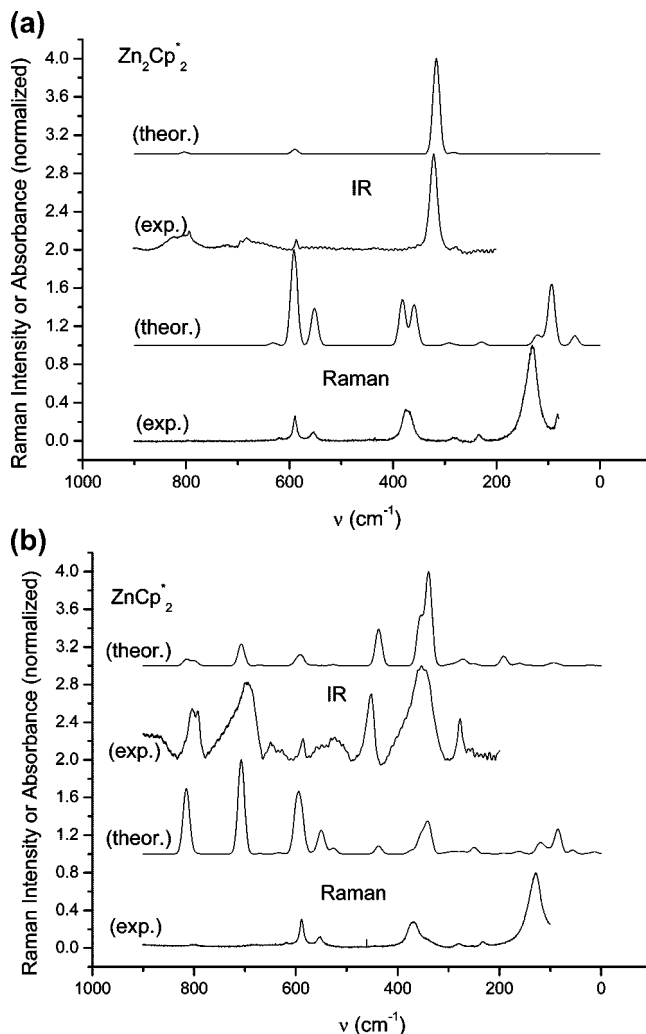 (a)
Zn₂Cp*₂
Raman Intensity or Absorbance (normalized)
4.0
3.6
3.2
2.8
2.4
2.0
1.6
1.2
0.8
0.4
0.0
(theor.)
IR
(exp.)
(theor.)
Raman
(exp.)
1000 800 600 400 200 0
ν (cm⁻¹)
(b)
ZnCp*₂
Raman Intensity or Absorbance (normalized)
4.0
3.6
3.2
2.8
2.4
2.0
1.6
1.2
0.8
0.4
0.0
(theor.)
IR
(exp.)
(theor.)
Raman
(exp.)
1000 800 600 400 200 0
ν (cm⁻¹)